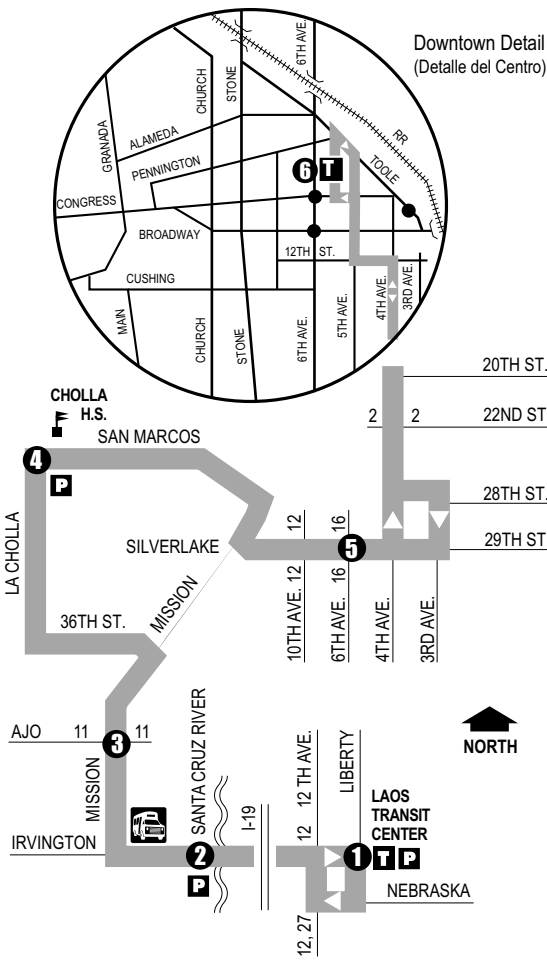 Downtown Detail
(Detalle del Centro)
6TH AVE.
CHURCH
STONE
GRANADA
ALAMEDA
PENNINGTON
RR
TOOLE
6 T
CONGRESS
BROADWAY
12TH ST.
CUSHING
MAIN
CHURCH
STONE
6TH AVE.
5TH AVE.
4TH AVE.
3RD AVE.
20TH ST.
CHOLLA
H.S.
2 2 22ND ST
SAN MARCOS
4
P
28TH ST.
12 16
SILVERLAKE 5 29TH ST
LA CHOLLA
MISSION
36TH ST.
10TH AVE. 12
6TH AVE. 16
4TH AVE.
3RD AVE.
AJO 11 3 11
NORTH
MISSION
SANTA CRUZ RIVER
I-19
12 12 TH AVE.
LIBERTY
LAOS
TRANSIT
CENTER
IRVINGTON 2 1 T P
P
NEBRASKA
12, 27